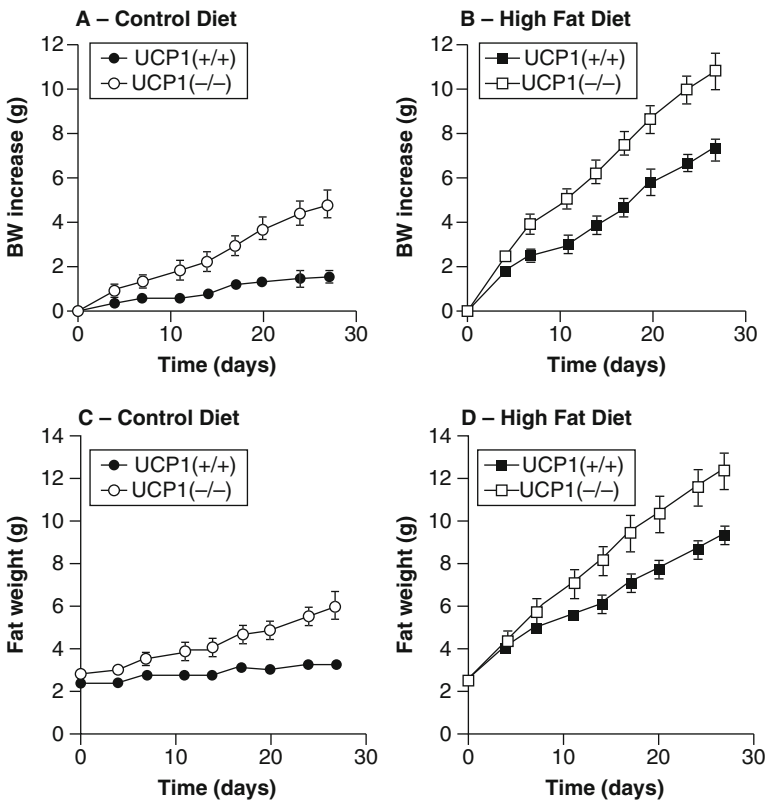 A – Control Diet
UCP1(+/+)
UCP1(–/–)
BW increase (g)
12
10
8
6
4
2
0
0 10 20 30
Time (days)
B – High Fat Diet
UCP1(+/+)
UCP1(–/–)
BW increase (g)
12
10
8
6
4
2
0
0 10 20 30
Time (days)
C – Control Diet
UCP1(+/+)
UCP1(–/–)
Fat weight (g)
14
12
10
8
6
4
2
0
0 10 20 30
Time (days)
D – High Fat Diet
UCP1(+/+)
UCP1(–/–)
Fat weight (g)
14
12
10
8
6
4
2
0
0 10 20 30
Time (days)